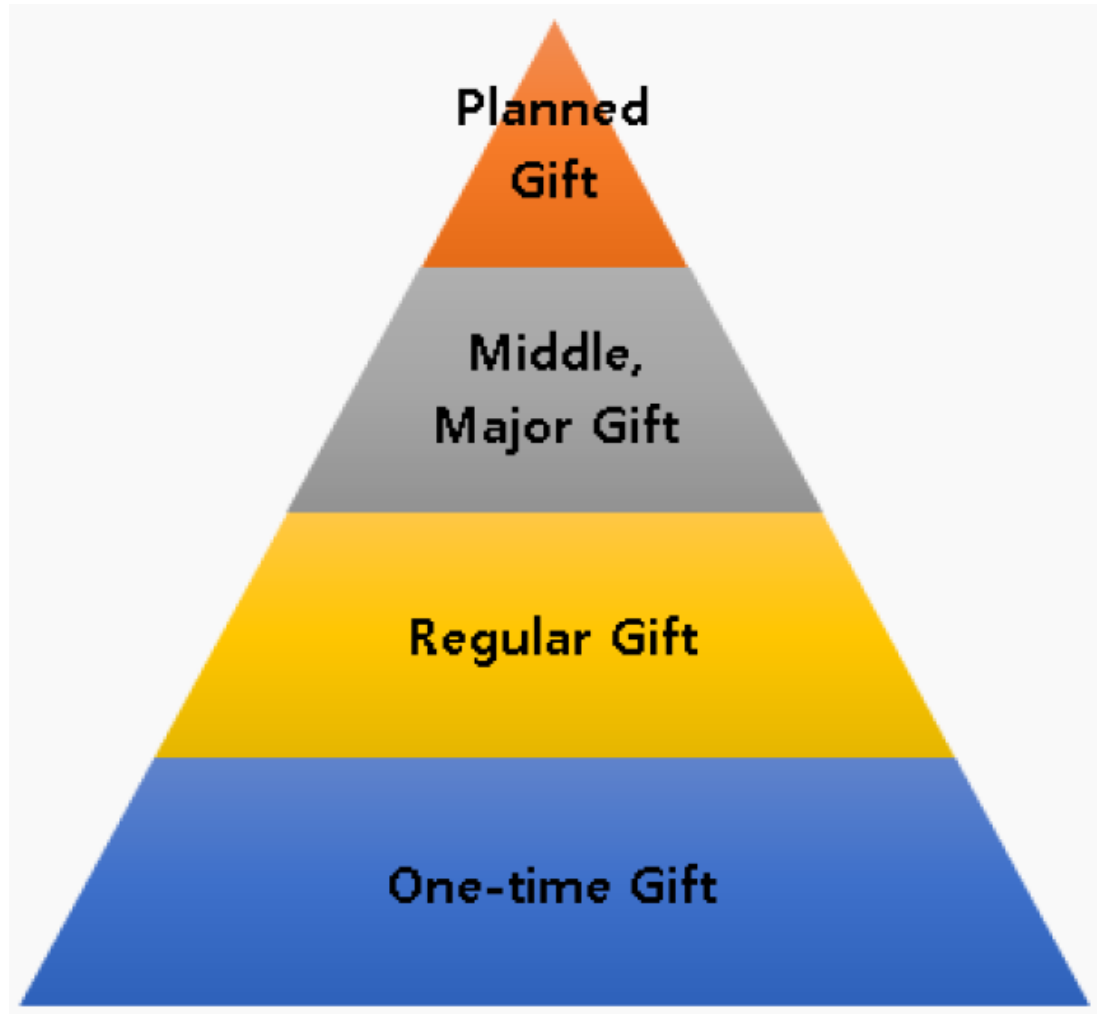 Planned
Gift
Middle,
Major Gift
Regular Gift
One-time Gift